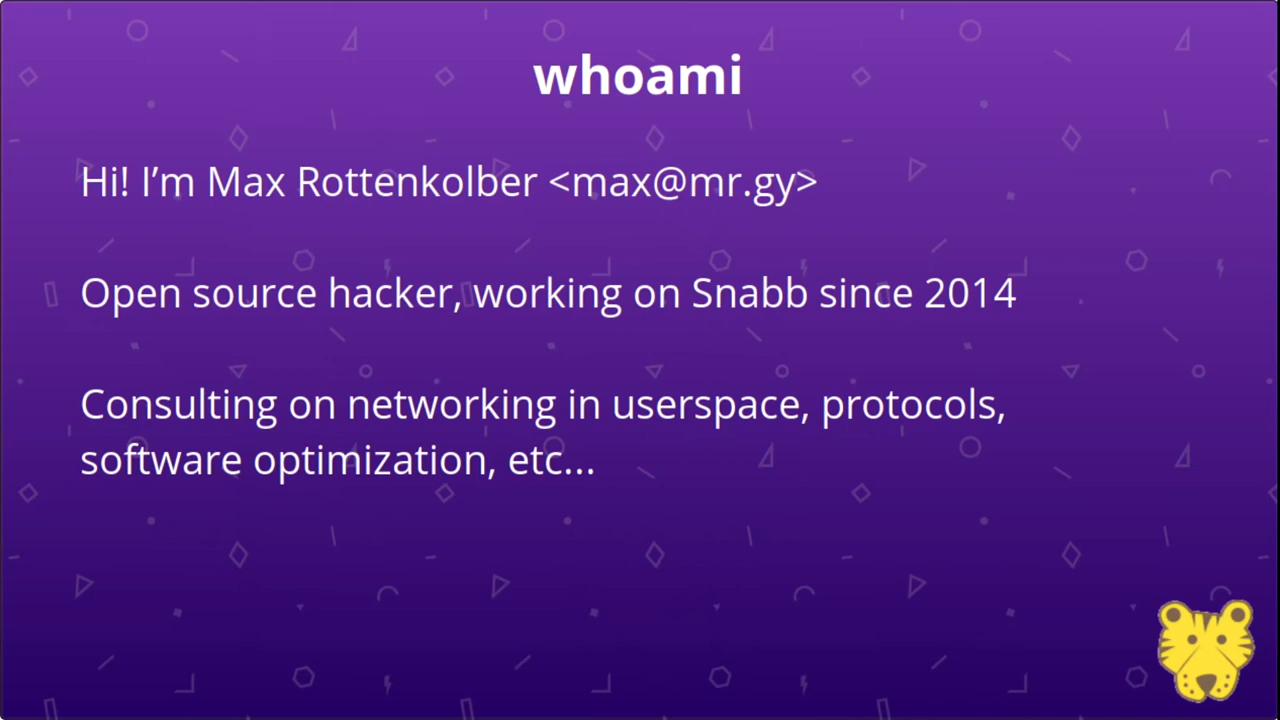 whoami
Hi! I’m Max Rottenkolber <max@mr.gy>
Open source hacker, working on Snabb since 2014
Consulting on networking in userspace, protocols,
software optimization, etc...